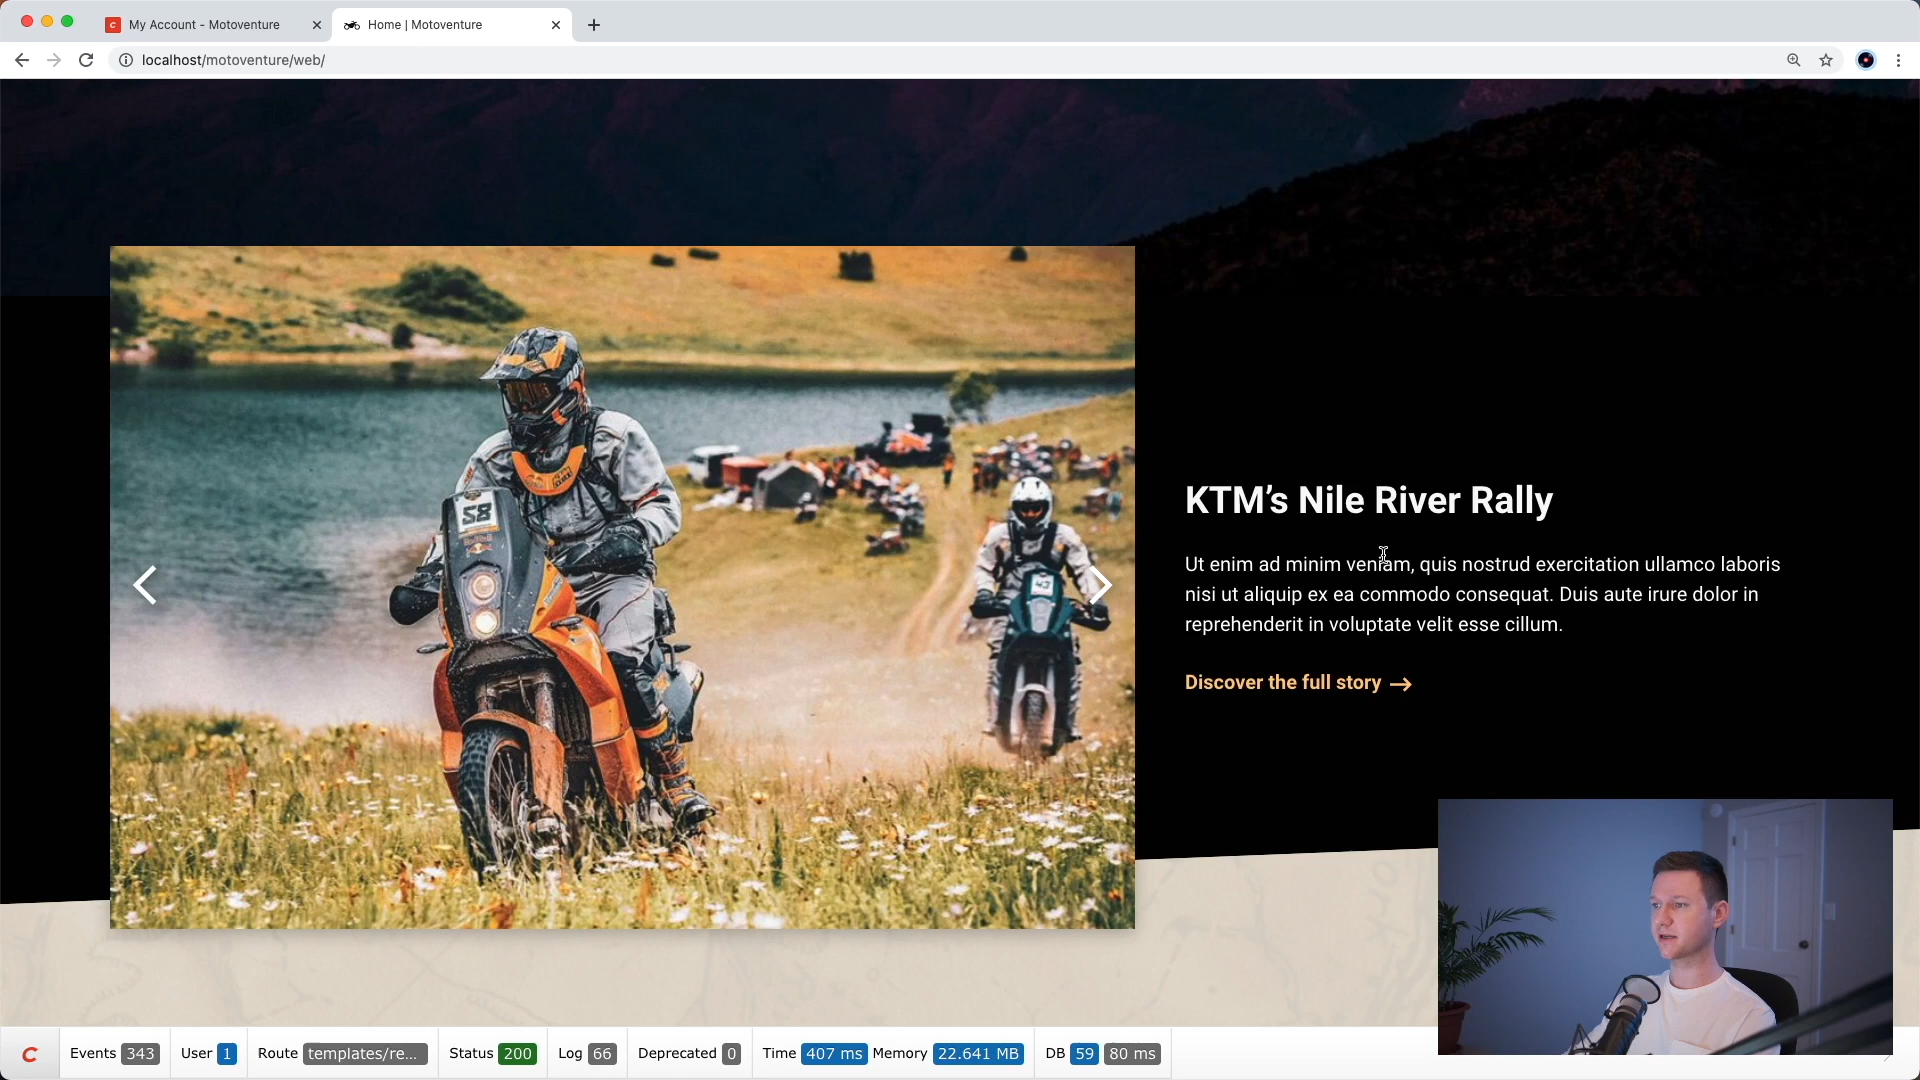 My Account - Motoventure
Home | Motoventure
localhost/motoventure/web/
58
43
KTM’s Nile River Rally
Ut enim ad minim veniam, quis nostrud exercitation ullamco laboris
nisi ut aliquip ex ea commodo consequat. Duis aute irure dolor in
reprehenderit in voluptate velit esse cillum.
Discover the full story
Events 343 User 1 Route templates/re... Status 200 Log 66 Deprecated 0 Time 407 ms Memory 22.641 MB DB 59 80 ms